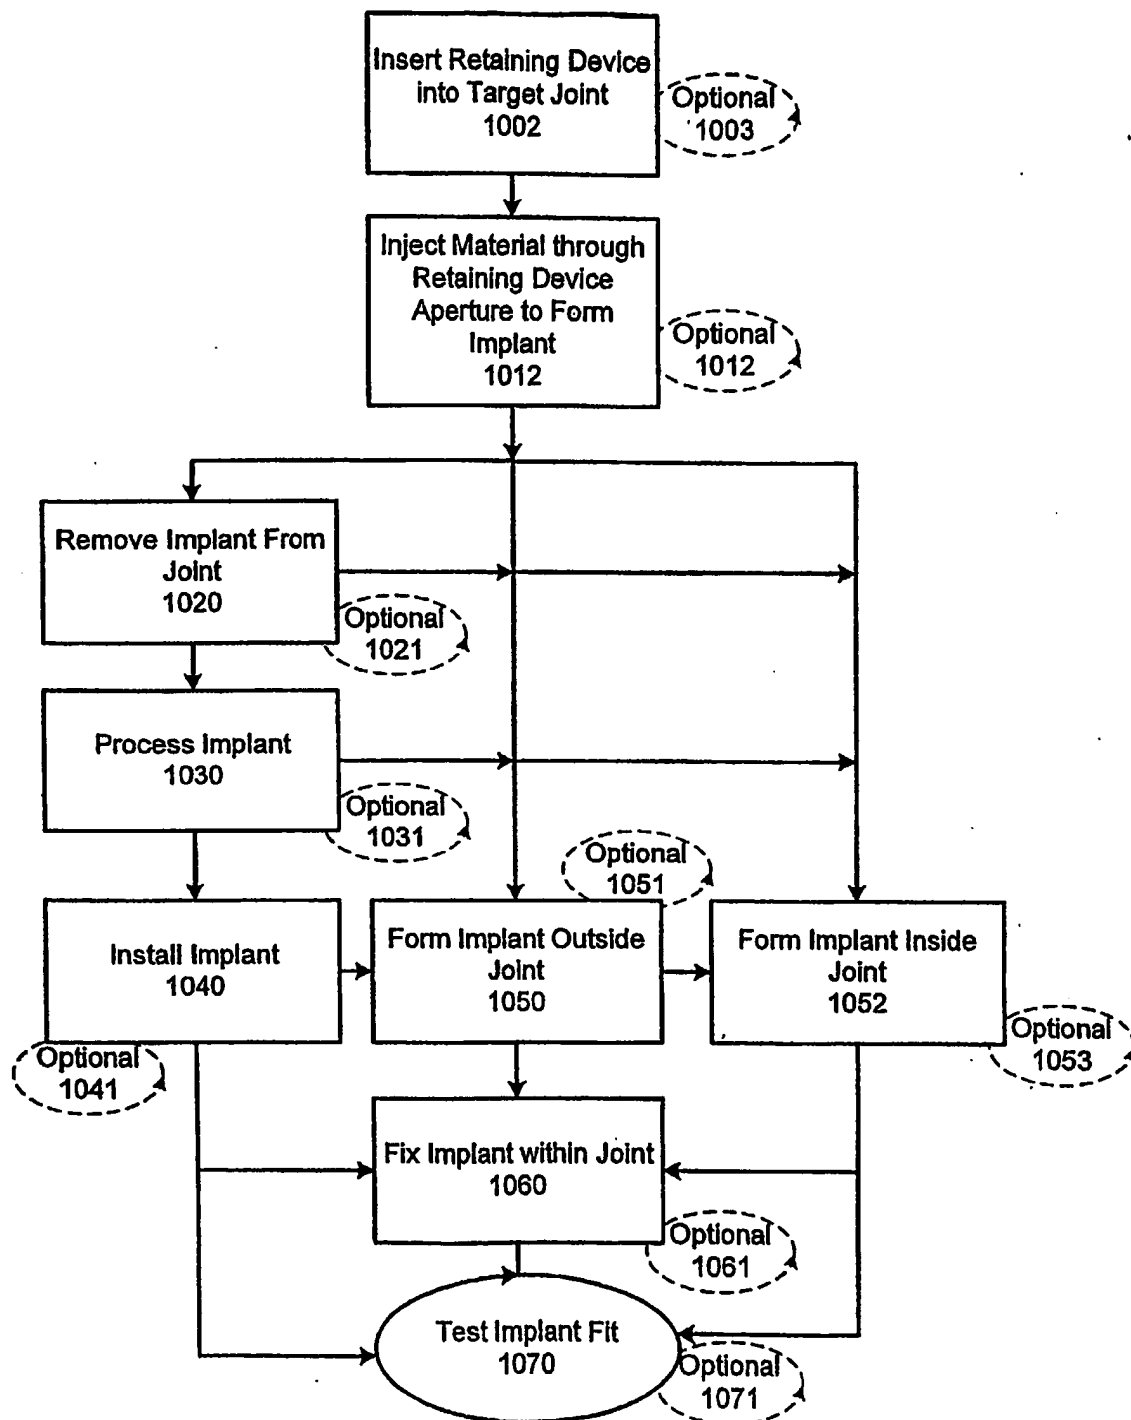 Insert Retaining Device
into Target Joint
1002
Optional
1003
Inject Material through
Retaining Device
Aperture to Form
Implant
1012
Optional
1012
Remove Implant From
Joint
1020
Optional
1021
Process Implant
1030
Optional
1031
Optional
1051
Install Implant
1040
Form Implant Outside
Joint
1050
Form Implant Inside
Joint
1052
Optional
1041
Optional
1053
Fix Implant within Joint
1060
Optional
1061
Test Implant Fit
1070
Optional
1071